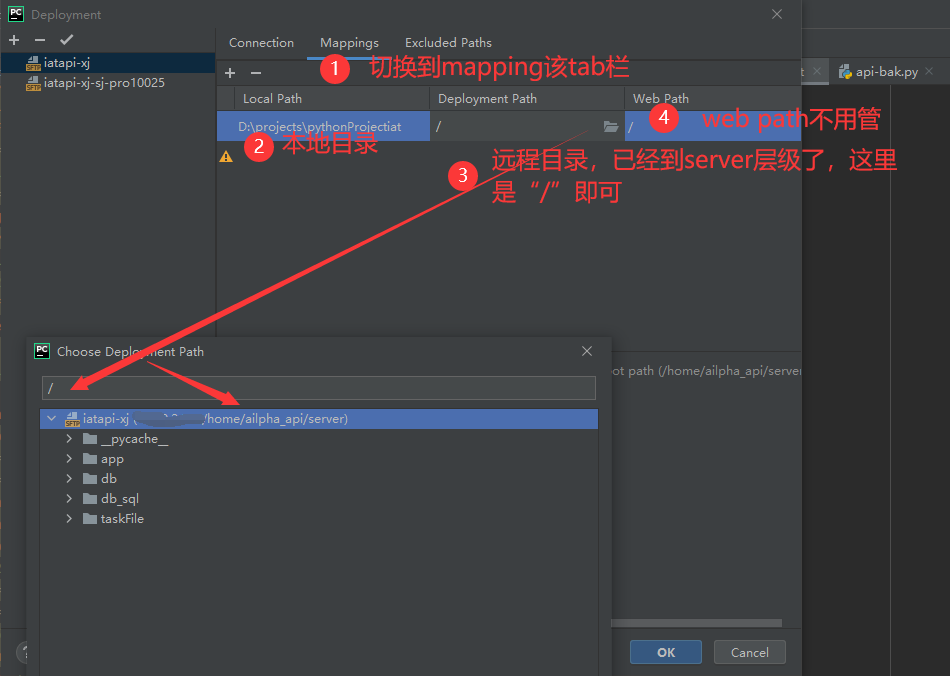 PC Deployment
iatapi-xj
iatapi-xj-sj-pro10025
Connection Mappings Excluded Paths
1 切换到mapping该tab栏
api-bak.py
Local Path Deployment Path Web Path
D:\projects\pythonProjectiat / /
4 web path不用管
2 本地目录
3 远程目录，已经到server层级了，这里
是“/”即可
PC Choose Deployment Path
/
ot path (/home/ailpha_api/server
SFTP iatapi-xj ( /home/ailpha_api/server)
__pycache__
app
db
db_sql
taskFile
? OK Cancel